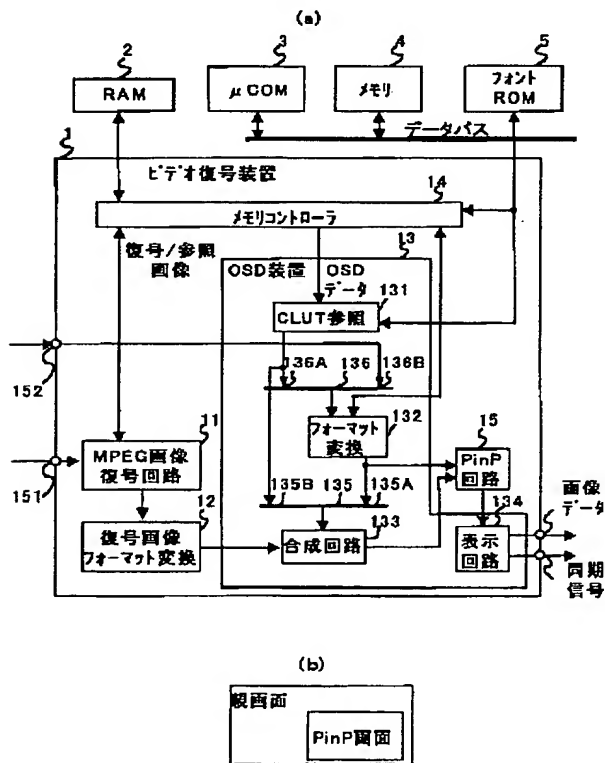 (a)
2
3
4
5
RAM
μCOM
メモリ
フォント
ROM
データバス
1
ビデオ復号装置
14
メモリコントローラ
復号/参照
画像
13
OSD装置
OSD
データ
131
CLUT参照
136A
136
136B
152
132
フォーマット
変換
11
MPEG画像
復号回路
151
15
PinP
回路
135B
135
135A
134
画像
データ
12
復号画像
フォーマット変換
133
合成回路
表示
回路
同期
信号
(b)
親画面
PinP画面